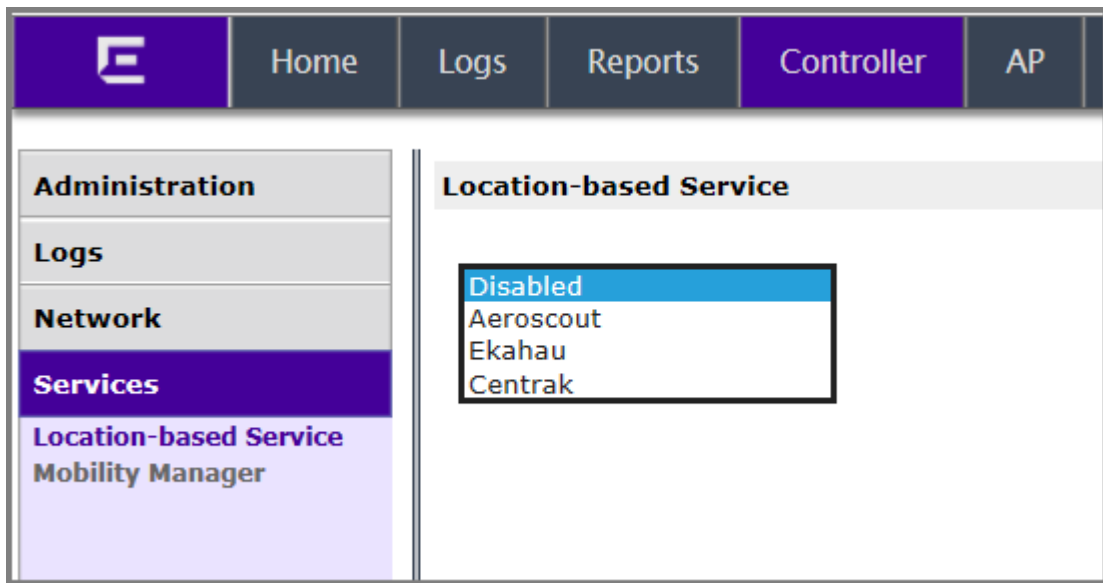 Home Logs Reports Controller AP
Administration
Logs
Network
Services
Location-based Service
Mobility Manager
Location-based Service
Disabled
Aeroscout
Ekahau
Centrak